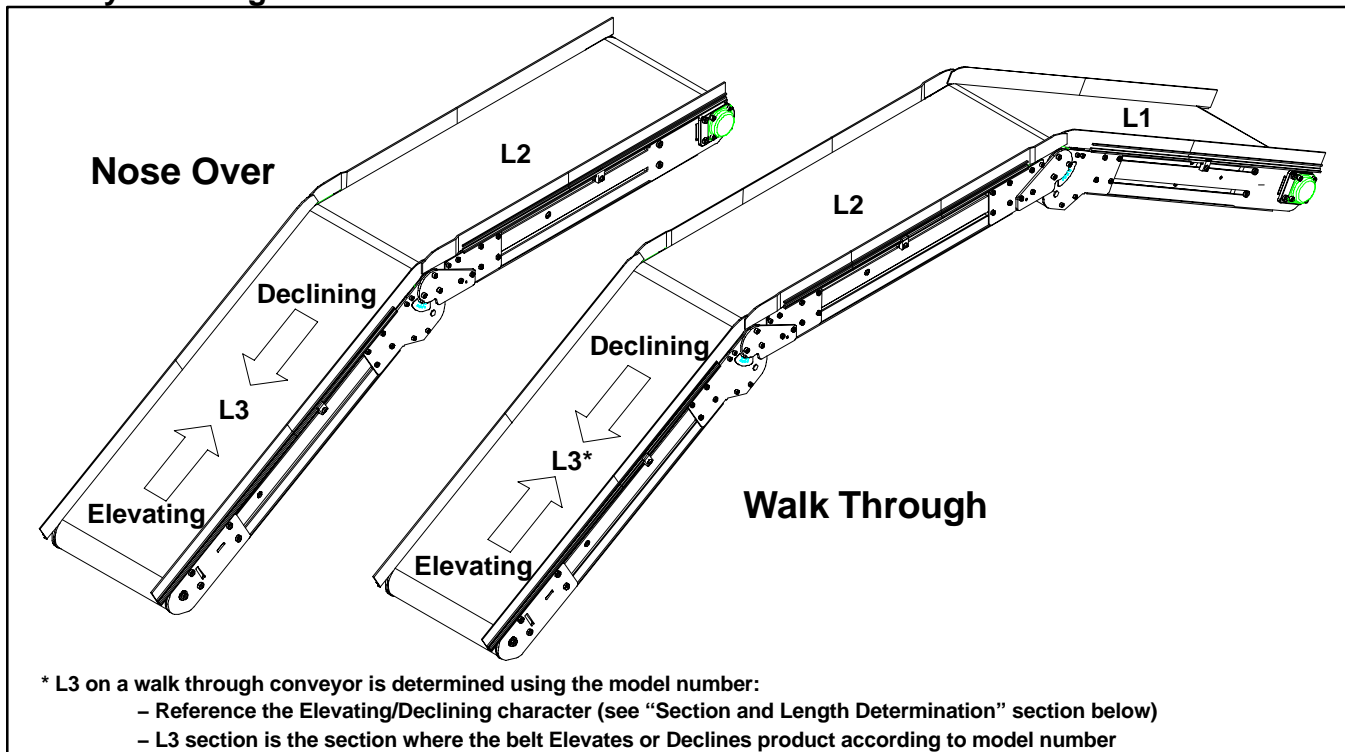 Nose Over
L2
Declining
L3
Elevating
L1
L2
Declining
L3*
Elevating
Walk Through
* L3 on a walk through conveyor is determined using the model number:
– Reference the Elevating/Declining character (see “Section and Length Determination” section below)
– L3 section is the section where the belt Elevates or Declines product according to model number